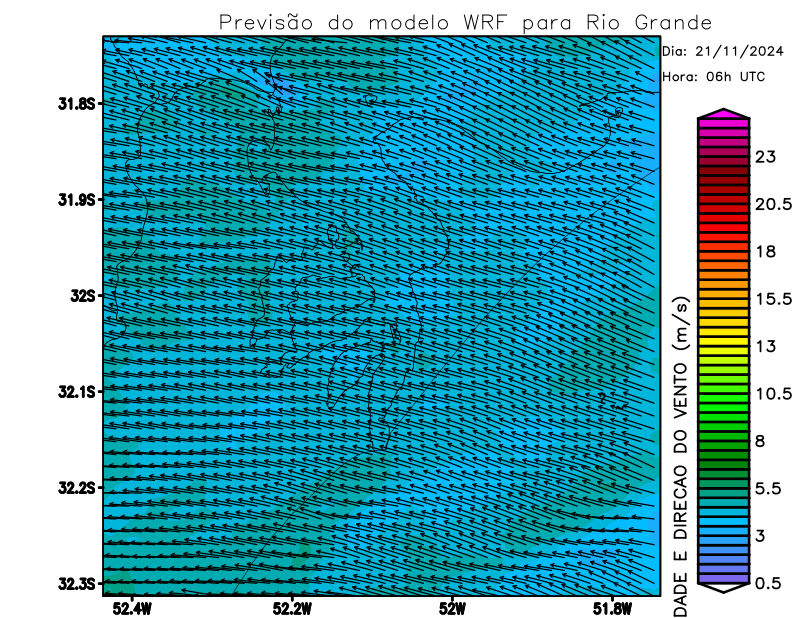 Previsão do modelo WRF para Rio Grande
Dia: 21/11/2024
Hora: 06h UTC
31.8S
31.9S
32S
32.1S
32.2S
32.3S
52.4W
52.2W
52W
51.8W
23
20.5
18
15.5
13
10.5
8
5.5
3
0.5
DADE E DIRECAO DO VENTO (m/s)